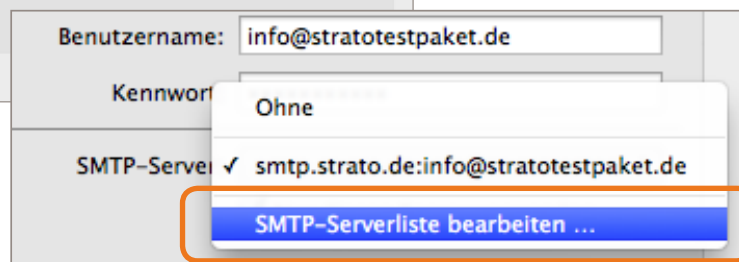 Benutzername: info@stratotestpaket.de
Kennwort
Ohne
SMTP-Server ✓ smtp.strato.de:info@stratotestpaket.de
SMTP-Serverliste bearbeiten ...